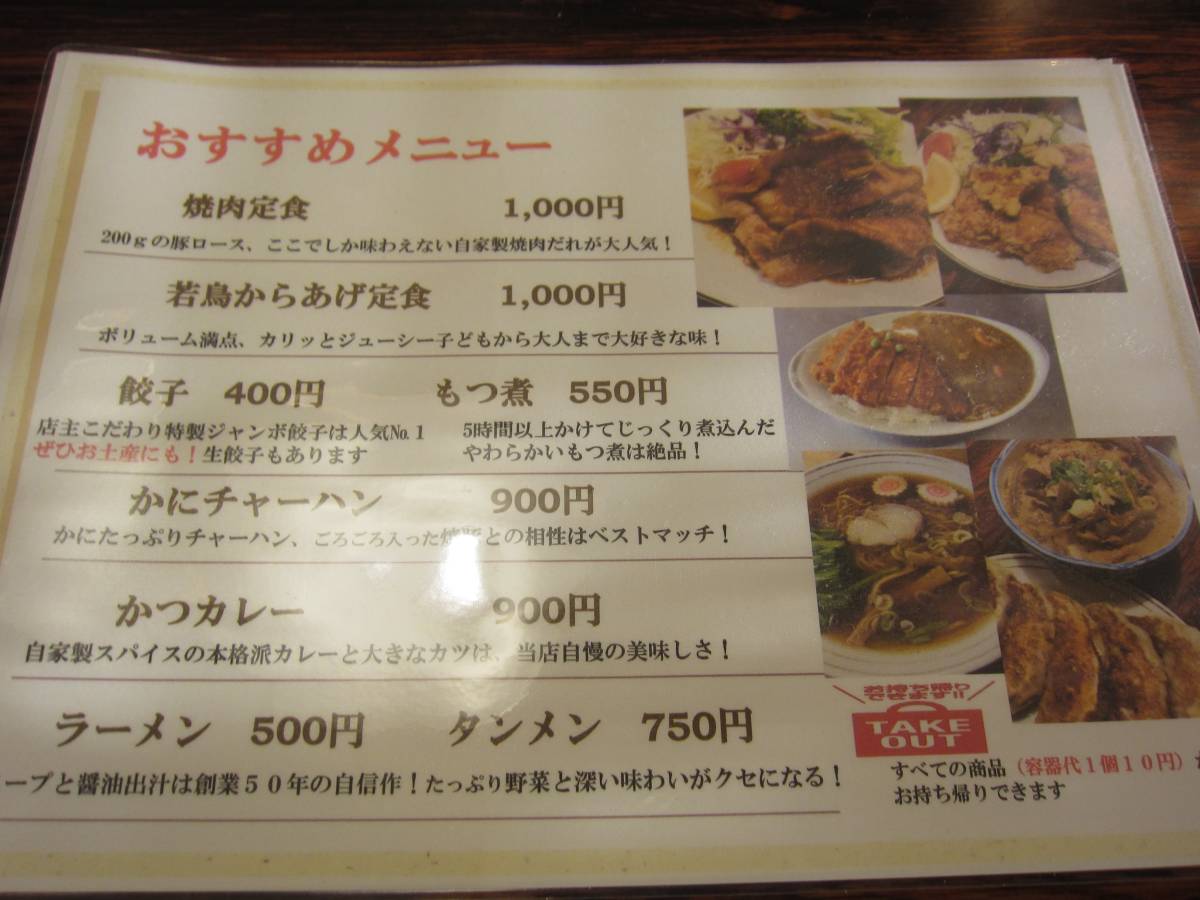 おすすめメニュー
焼肉定食 1,000円
200gの豚ロース、ここでしか味わえない自家製焼肉だれが大人気！
若鳥からあげ定食 1,000円
ボリューム満点、カリッとジューシー子どもから大人まで大好きな味！
餃子 400円 もつ煮 550円
店主こだわり特製ジャンボ餃子は人気№1
ぜひお土産にも！生餃子もあります
5時間以上かけてじっくり煮込んだ
やわらかいもつ煮は絶品！
かにチャーハン 900円
かにたっぷりチャーハン、ごろごろ入った焼豚との相性はベストマッチ！
かつカレー 900円
自家製スパイスの本格派カレーと大きなカツは、当店自慢の美味しさ！
ラーメン 500円 タンメン 750円
ープと醤油出汁は創業50年の自信作！たっぷり野菜と深い味わいがクセになる！
お持ち帰り
できます!!
TAKE
OUT
すべての商品（容器代1個10円）
お持ち帰りできます